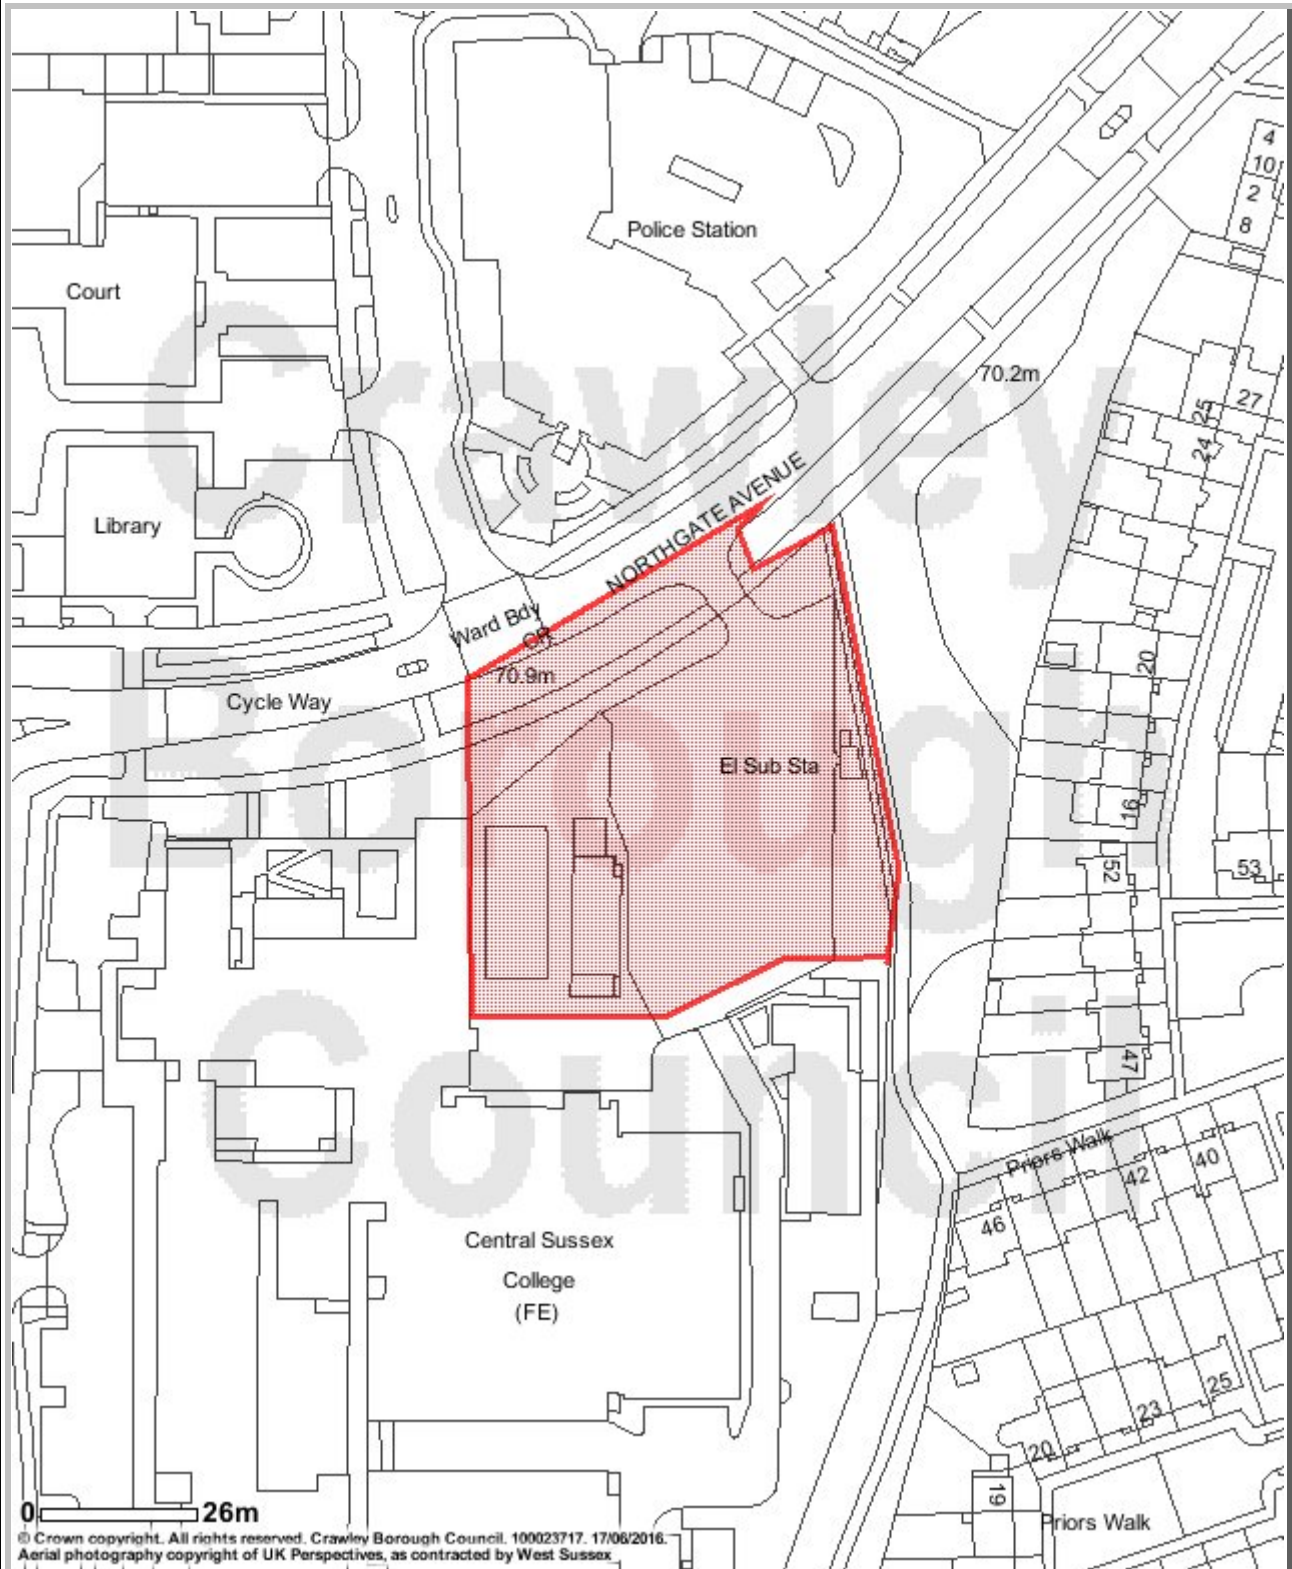 4
10
2
8
Police Station
Court
70.2m
27
25
24
Crawley
NORTHGATE AVENUE
Library
Ward Bdy
CR
70.9m
20
Cycle Way
El Sub Sta
Borough
16
52
53
47
Council
Priors Walk
40
42
46
Central Sussex
College
(FE)
25
23
20
19
Priors Walk
0 26m
© Crown copyright. All rights reserved. Crawley Borough Council. 100023717. 17/06/2016.
Aerial photography copyright of UK Perspectives, as contracted by West Sussex